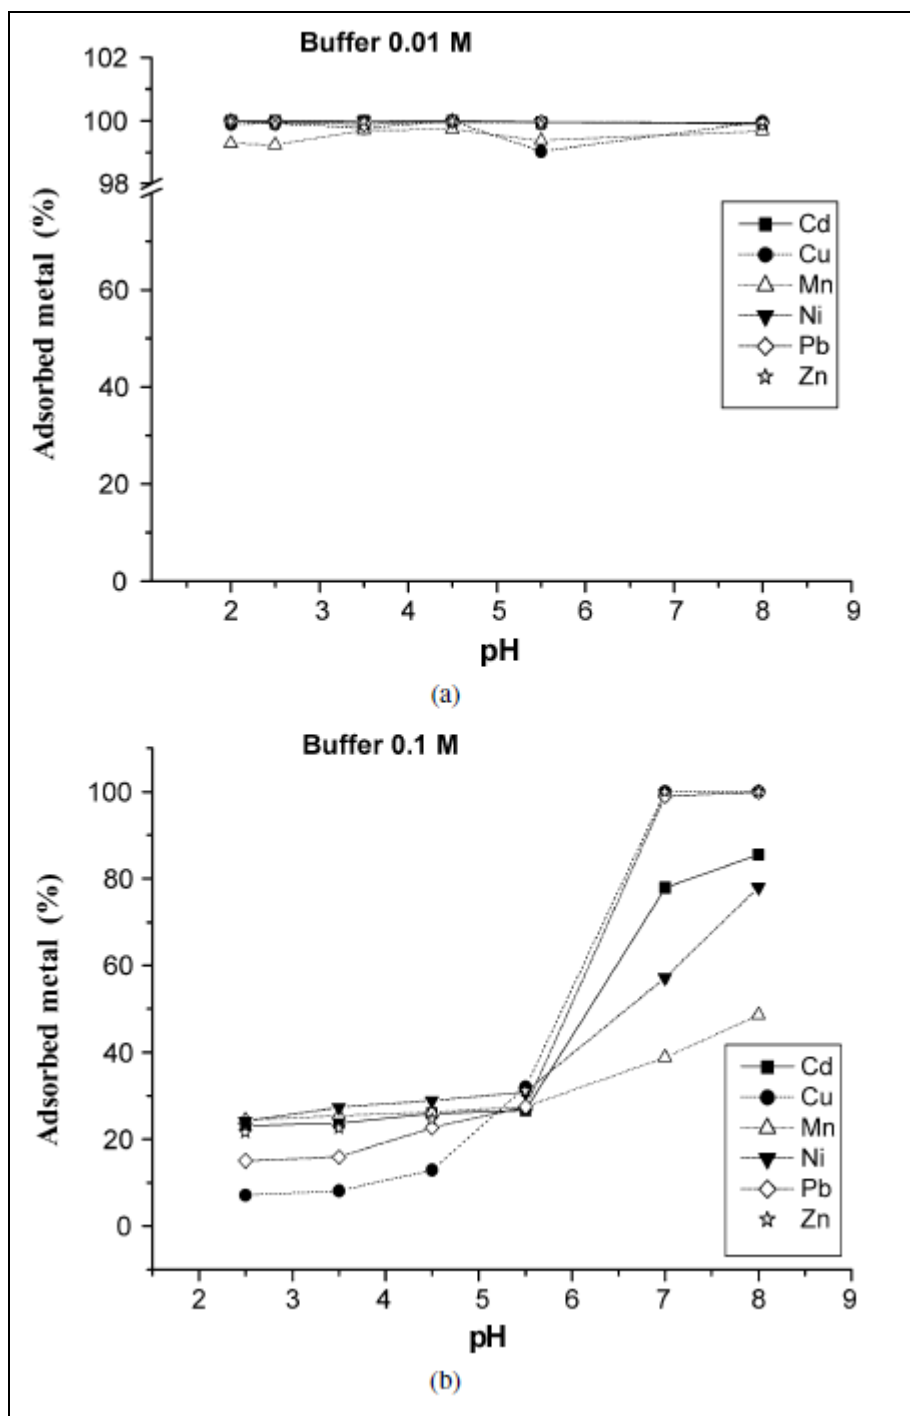 Buffer 0.01 M
102
100
98
60
40
20
0
Adsorbed metal (%)
Cd
Cu
Mn
Ni
Pb
Zn
2 3 4 5 6 7 8 9
pH
(a)
Buffer 0.1 M
100
80
60
40
20
0
Adsorbed metal (%)
Cd
Cu
Mn
Ni
Pb
Zn
2 3 4 5 6 7 8 9
pH
(b)